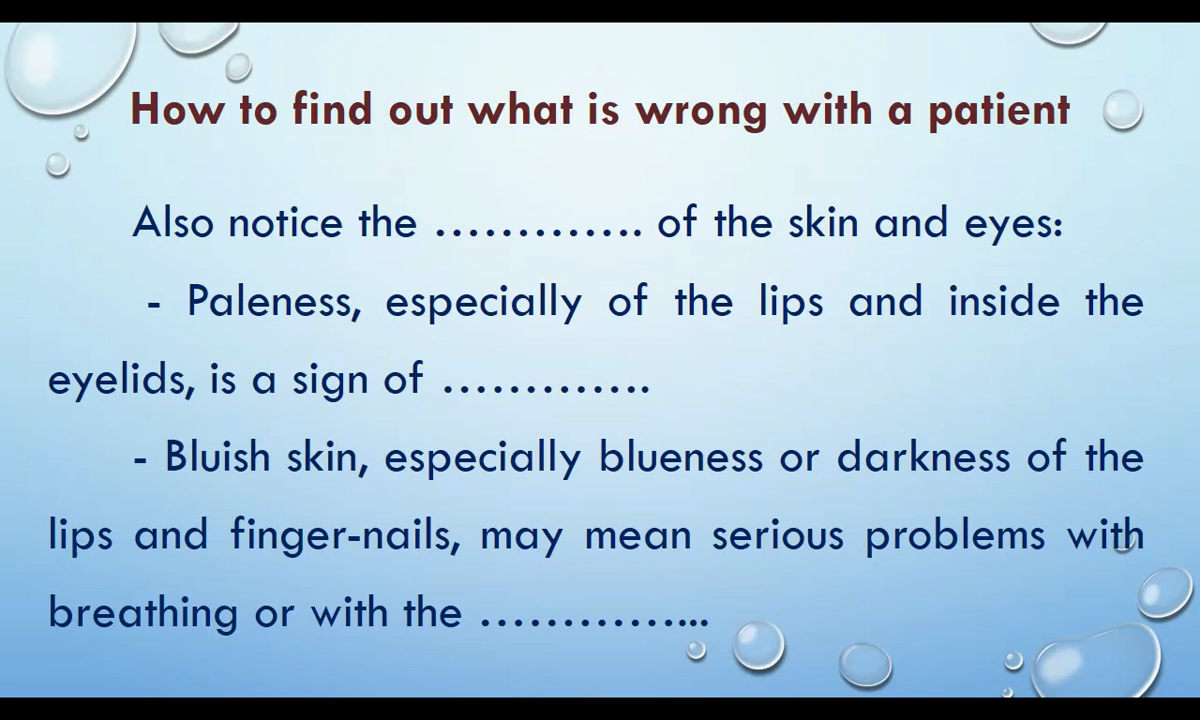 How to find out what is wrong with a patient
Also notice the …………. of the skin and eyes:
- Paleness, especially of the lips and inside the
eyelids, is a sign of ………….
- Bluish skin, especially blueness or darkness of the
lips and finger-nails, may mean serious problems with
breathing or with the …………...